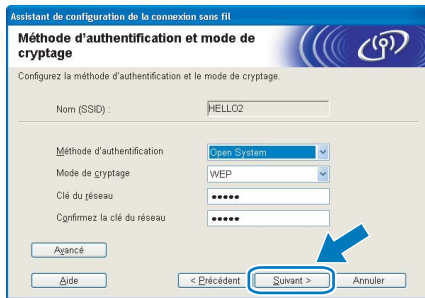 Assistant de configuration de la connexion sans fil
Méthode d'authentification et mode de
cryptage
Configurez la méthode d'authentification et le mode de cryptage.
Nom (SSID) : HELLO2
Méthode d'authentification Open System
Mode de cryptage WEP
Clé du réseau •••••
Confirmez la clé du réseau •••••
Avancé
Aide < Précédent Suivant > Annuler